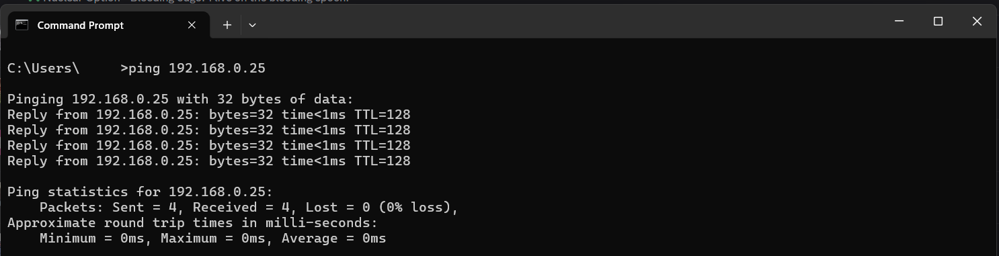 Command Prompt
C:\Users\      >ping 192.168.0.25
Pinging 192.168.0.25 with 32 bytes of data:
Reply from 192.168.0.25: bytes=32 time<1ms TTL=128
Reply from 192.168.0.25: bytes=32 time<1ms TTL=128
Reply from 192.168.0.25: bytes=32 time<1ms TTL=128
Reply from 192.168.0.25: bytes=32 time<1ms TTL=128
Ping statistics for 192.168.0.25:
    Packets: Sent = 4, Received = 4, Lost = 0 (0% loss),
Approximate round trip times in milli-seconds:
    Minimum = 0ms, Maximum = 0ms, Average = 0ms